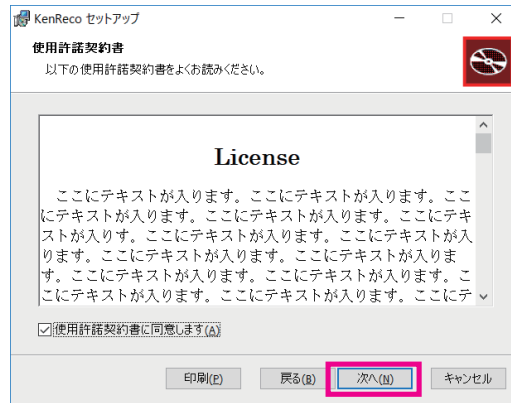 KenReco セットアップ
使用許諾契約書
以下の使用許諾契約書をよくお読みください。
License
ここにテキストが入ります。ここにテキストが入ります。ここ
にテキストが入ります。ここにテキストが入ります。ここにテキ
ストが入りす。ここにテキストが入ります。ここにテキストが入
ります。ここにテキストが入ります。ここにテキストが入りま
す。ここにテキストが入ります。ここにテキストが入ります。こ
こにテキストが入ります。ここにテキストが入ります。ここにテ
使用許諾契約書に同意します(A)
印刷(P) 戻る(B) 次へ(N) キャンセル